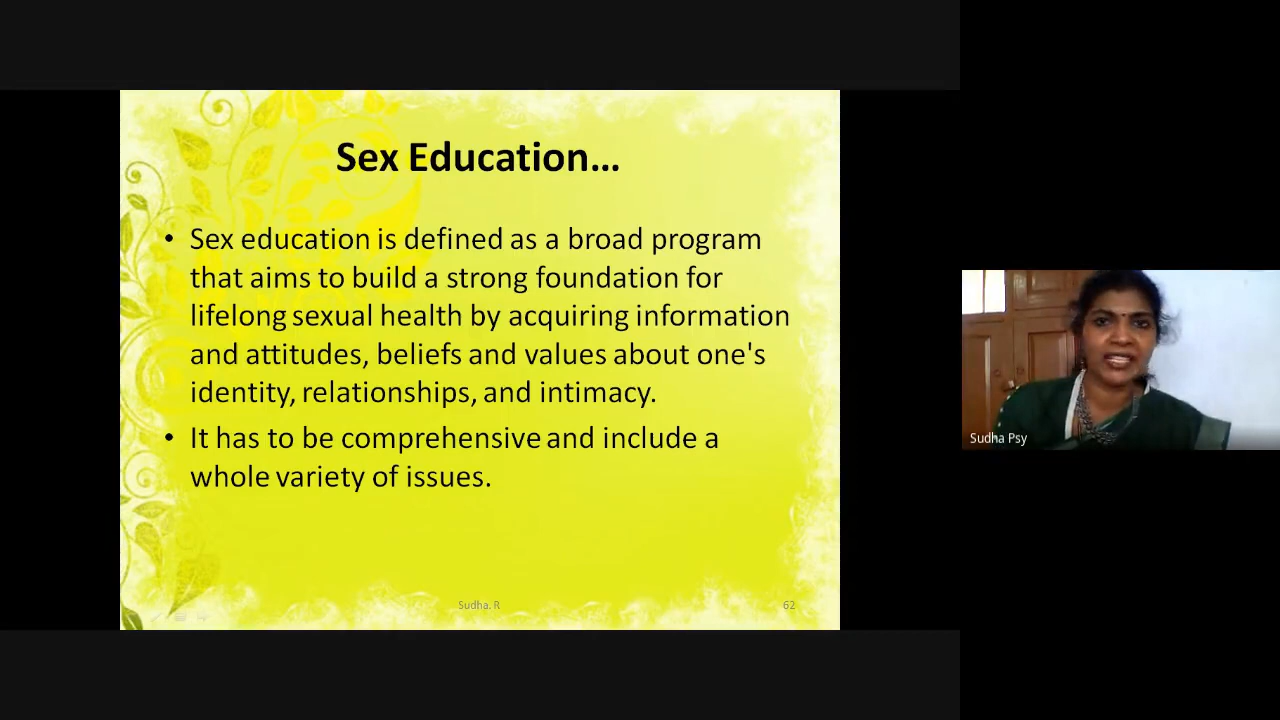 Sex Education...
• Sex education is defined as a broad program
that aims to build a strong foundation for
lifelong sexual health by acquiring information
and attitudes, beliefs and values about one's
identity, relationships, and intimacy.
• It has to be comprehensive and include a
whole variety of issues.
Sudha. R
62
Sudha Psy